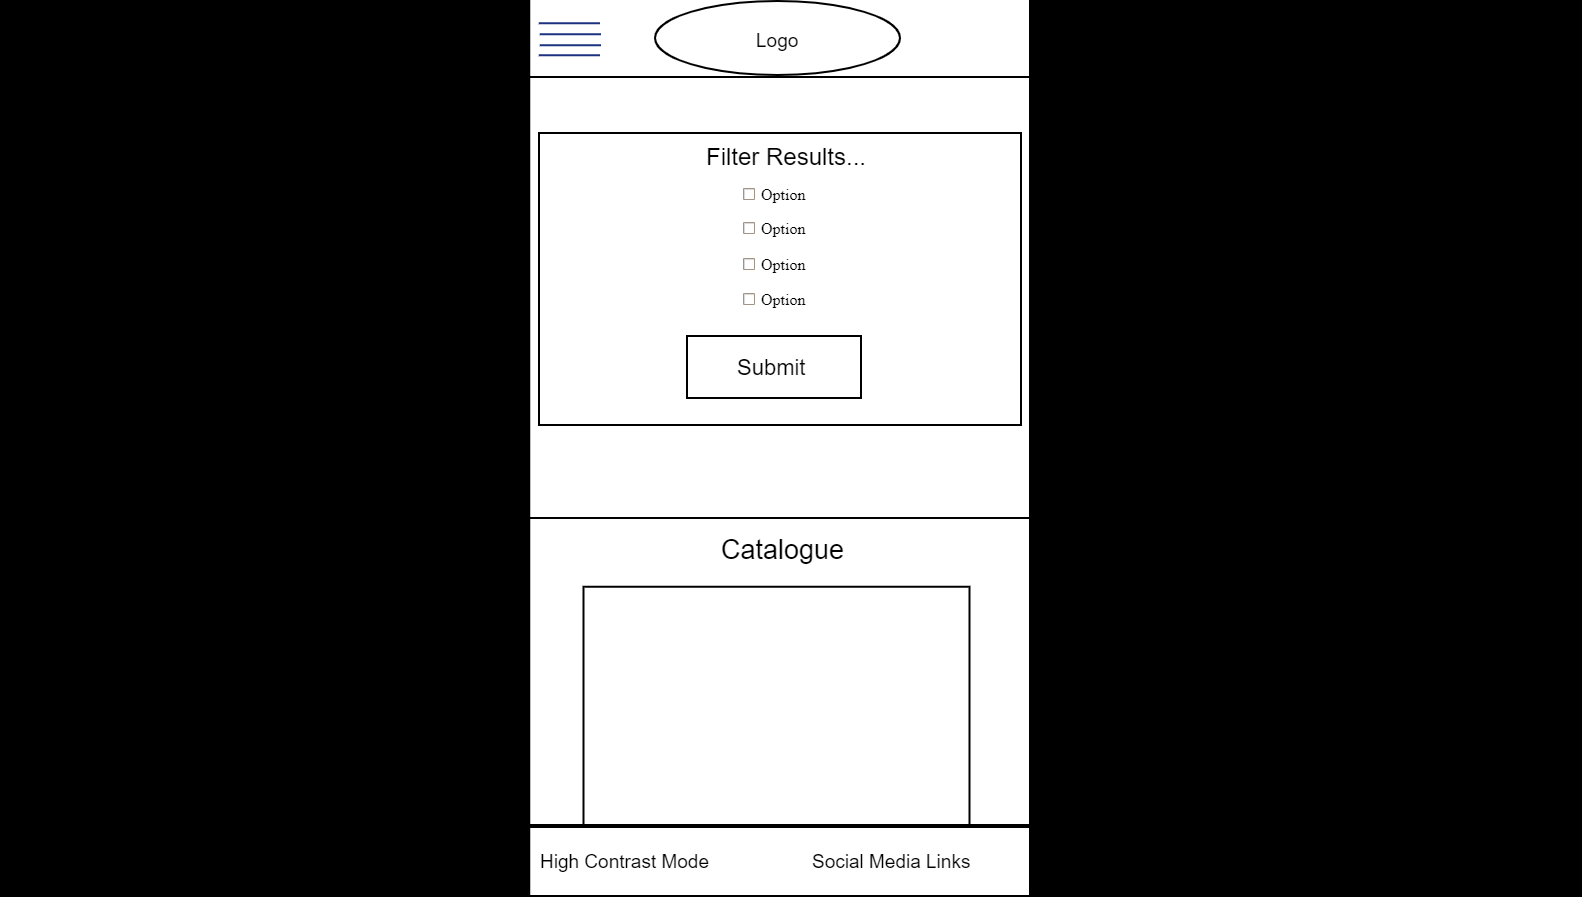 Logo
Filter Results...
Option
Option
Option
Option
Submit
Catalogue
High Contrast Mode
Social Media Links